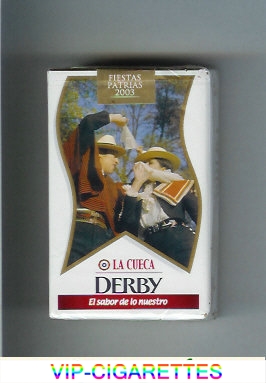 FIESTAS
PATRIAS
2003
LA CUECA
DERBY
El sabor de lo nuestro
VIP-CIGARETTES